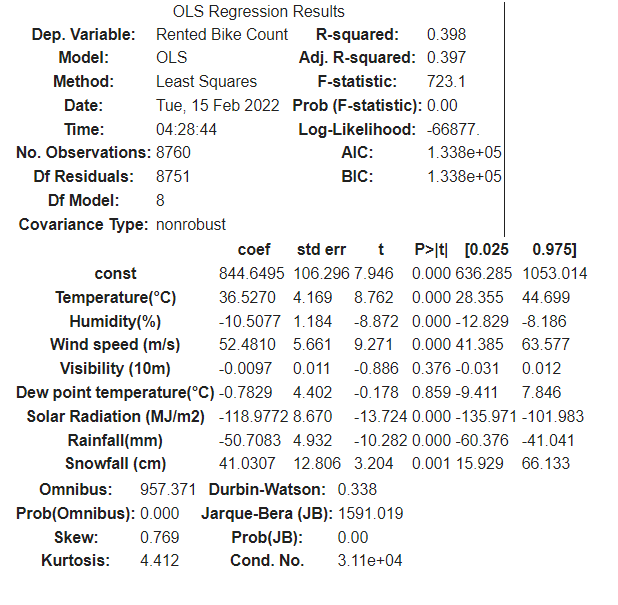 OLS Regression Results
Dep. Variable: Rented Bike Count R-squared: 0.398
Model: OLS Adj. R-squared: 0.397
Method: Least Squares F-statistic: 723.1
Date: Tue, 15 Feb 2022 Prob (F-statistic): 0.00
Time: 04:28:44 Log-Likelihood: -66877.
No. Observations: 8760 AIC: 1.338e+05
Df Residuals: 8751 BIC: 1.338e+05
Df Model: 8
Covariance Type: nonrobust
coef std err t P>|t| [0.025 0.975]
const 844.6495 106.296 7.946 0.000 636.285 1053.014
Temperature(°C) 36.5270 4.169 8.762 0.000 28.355 44.699
Humidity(%) -10.5077 1.184 -8.872 0.000 -12.829 -8.186
Wind speed (m/s) 52.4810 5.661 9.271 0.000 41.385 63.577
Visibility (10m) -0.0097 0.011 -0.886 0.376 -0.031 0.012
Dew point temperature(°C) -0.7829 4.402 -0.178 0.859 -9.411 7.846
Solar Radiation (MJ/m2) -118.9772 8.670 -13.724 0.000 -135.971 -101.983
Rainfall(mm) -50.7083 4.932 -10.282 0.000 -60.376 -41.041
Snowfall (cm) 41.0307 12.806 3.204 0.001 15.929 66.133
Omnibus: 957.371 Durbin-Watson: 0.338
Prob(Omnibus): 0.000 Jarque-Bera (JB): 1591.019
Skew: 0.769 Prob(JB): 0.00
Kurtosis: 4.412 Cond. No. 3.11e+04